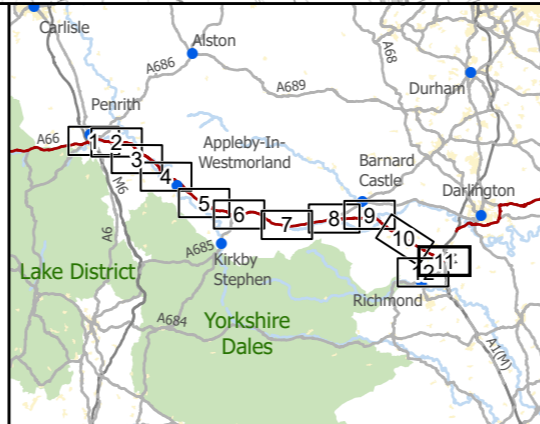 Carlisle
Alston
A68
A686
A689
Durham
Penrith
A66
1
2
3
4
Appleby-In-
Westmorland
Barnard
Castle
Darlington
M6
A6
5
6
7
8
9
10
11
12
A685
Kirkby
Stephen
Lake District
Richmond
A684
Yorkshire
Dales
A1(M)